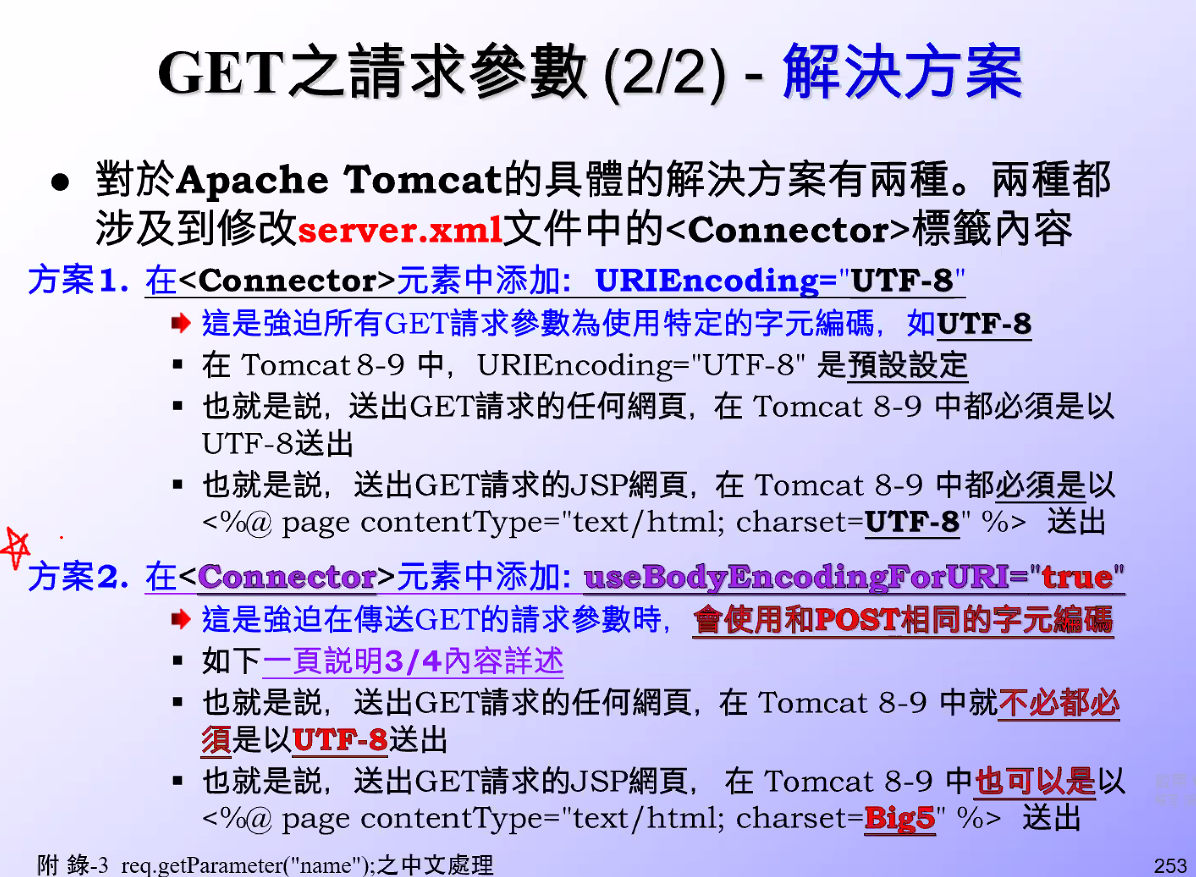 GET之請求參數 (2/2) - 解決方案
● 對於Apache Tomcat的具體的解決方案有兩種。兩種都
涉及到修改server.xml文件中的<Connector>標籤內容
方案1. 在<Connector>元素中添加: URIEncoding="UTF-8"
這是強迫所有GET請求參數為使用特定的字元編碼, 如UTF-8
▪ 在 Tomcat 8-9 中, URIEncoding="UTF-8" 是預設設定
▪ 也就是說, 送出GET請求的任何網頁, 在 Tomcat 8-9 中都必須是以
UTF-8送出
▪ 也就是說, 送出GET請求的JSP網頁, 在 Tomcat 8-9 中都必須是以
<%@ page contentType="text/html; charset=UTF-8" %> 送出
方案2. 在<Connector>元素中添加: useBodyEncodingForURI="true"
這是強迫在傳送GET的請求參數時, 會使用和POST相同的字元編碼
▪ 如下一頁說明3/4內容詳述
▪ 也就是說, 送出GET請求的任何網頁, 在 Tomcat 8-9 中就不必都必
須是以UTF-8送出
▪ 也就是說, 送出GET請求的JSP網頁, 在 Tomcat 8-9 中也可以是以
<%@ page contentType="text/html; charset=Big5" %> 送出
附 錄-3 req.getParameter("name");之中文處理
253